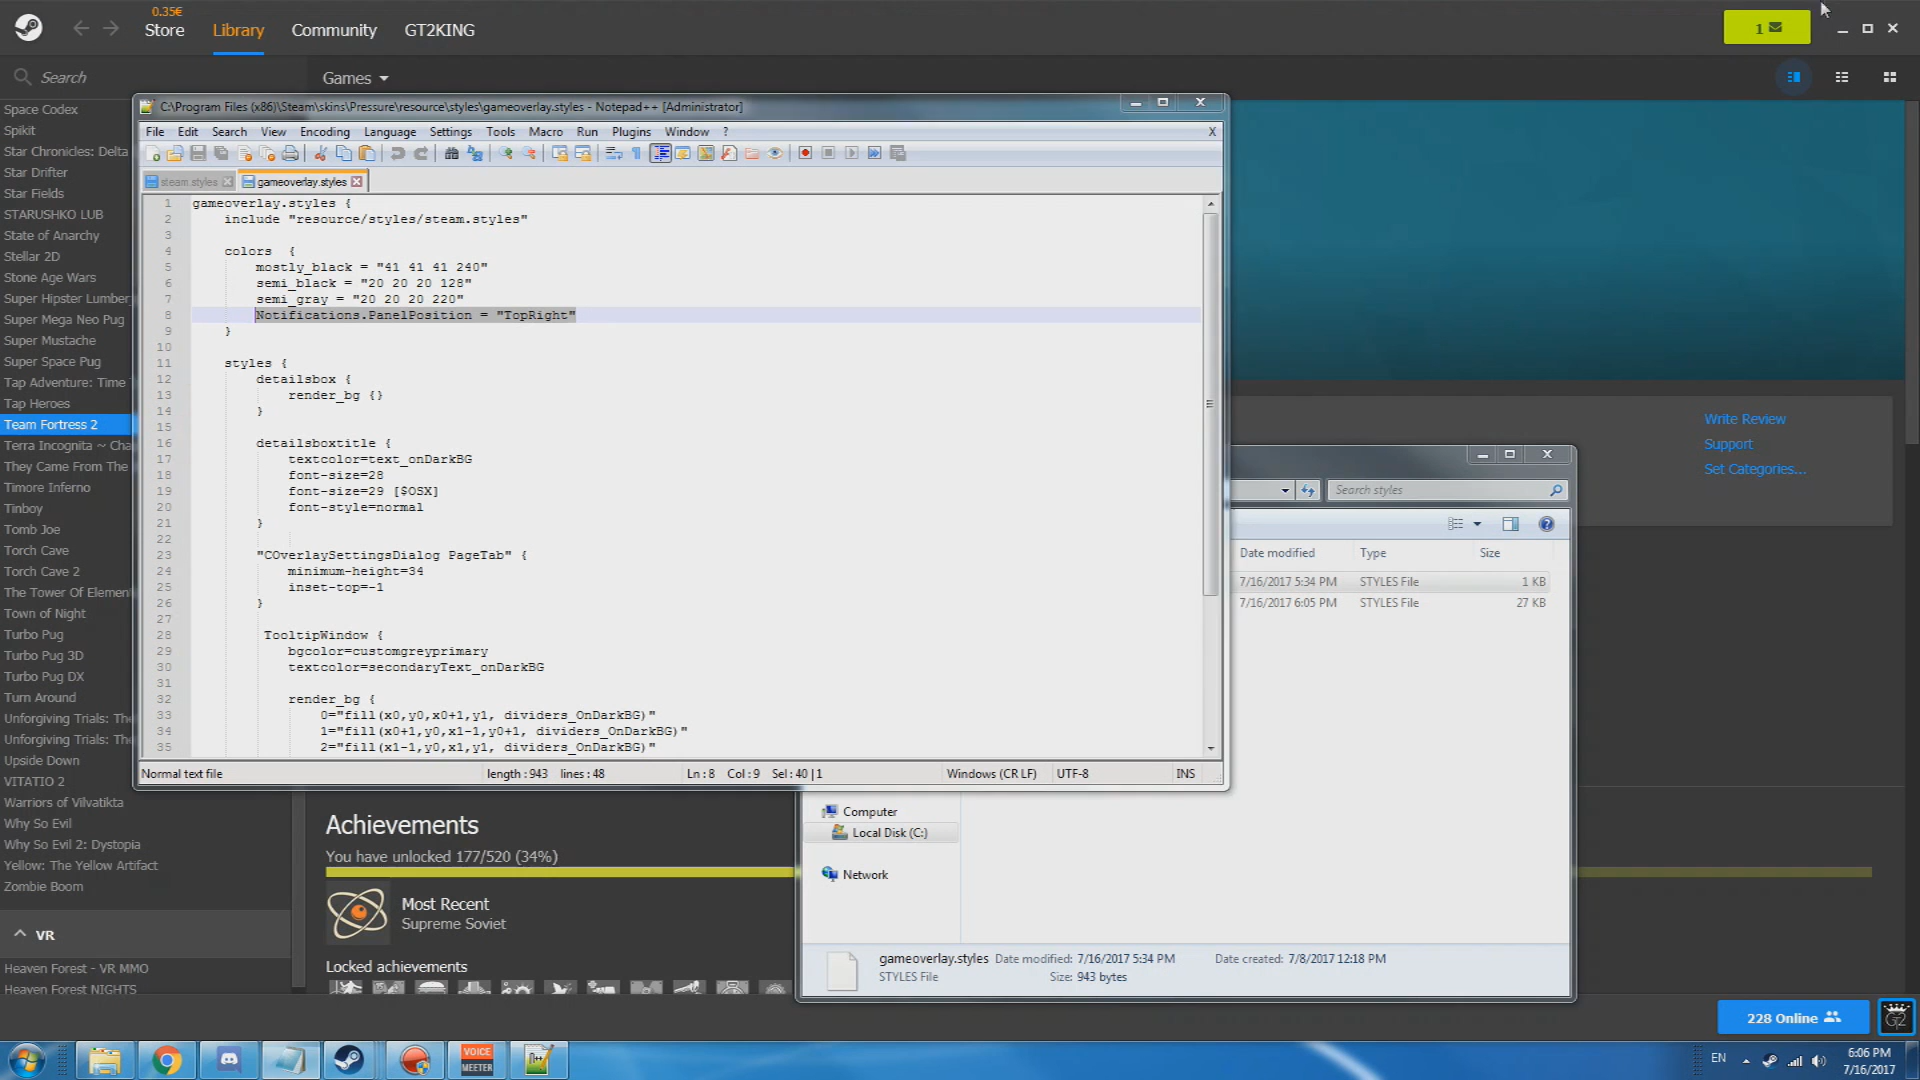 0.35€
Store
Library
Community
GT2KING
1
Search
Games
Space Codex
Spikit
Star Chronicles: Delta
Star Drifter
Star Fields
STARUSHKO LUB
State of Anarchy
Stellar 2D
Stone Age Wars
Super Hipster Lumber
Super Mega Neo Pug
Super Mustache
Super Space Pug
Tap Adventure: Time
Tap Heroes
Team Fortress 2
Terra Incognita ~ Cha
They Came From The
Timore Inferno
Tinboy
Tomb Joe
Torch Cave
Torch Cave 2
The Tower Of Element
Town of Night
Turbo Pug
Turbo Pug 3D
Turbo Pug DX
Turn Around
Unforgiving Trials: The
Unforgiving Trials: The
Upside Down
VITATIO 2
Warriors of Vilvatikta
Why So Evil
Why So Evil 2: Dystopia
Yellow: The Yellow Artifact
Zombie Boom
VR
Heaven Forest - VR MMO
Heaven Forest NIGHTS
C:\Program Files (x86)\Steam\skins\Pressure\resource\styles\gameoverlay.styles - Notepad++ [Administrator]
File Edit Search View Encoding Language Settings Tools Macro Run Plugins Window ? X
steam.styles
gameoverlay.styles
1 gameoverlay.styles {
2 include "resource/styles/steam.styles"
3
4 colors {
5 mostly_black = "41 41 41 240"
6 semi_black = "20 20 20 128"
7 semi_gray = "20 20 20 220"
8 Notifications.PanelPosition = "TopRight"
9 }
10
11 styles {
12 detailsbox {
13 render_bg {}
14 }
15
16 detailsboxtitle {
17 textcolor=text_onDarkBG
18 font-size=28
19 font-size=29 [$OSX]
20 font-style=normal
21 }
22
23 "COverlaySettingsDialog PageTab" {
24 minimum-height=34
25 inset-top=-1
26 }
27
28 TooltipWindow {
29 bgcolor=customgreyprimary
30 textcolor=secondaryText_onDarkBG
31
32 render_bg {
33 0="fill(x0,y0,x0+1,y1, dividers_OnDarkBG)"
34 1="fill(x0+1,y0,x1-1,y0+1, dividers_OnDarkBG)"
35 2="fill(x1-1,y0,x1,y1, dividers_OnDarkBG)"
Normal text file
length : 943 lines : 48
Ln : 8 Col : 9 Sel : 40 | 1
Windows (CR LF)
UTF-8
INS
Write Review
Support
Set Categories...
Search styles
Date modified Type Size
7/16/2017 5:34 PM STYLES File 1 KB
7/16/2017 6:05 PM STYLES File 27 KB
Computer
Local Disk (C:)
Network
gameoverlay.styles Date modified: 7/16/2017 5:34 PM Date created: 7/8/2017 12:18 PM
STYLES File Size: 943 bytes
Achievements
You have unlocked 177/520 (34%)
Most Recent
Supreme Soviet
Locked achievements
228 Online
G2
VOICE
MEETER
EN
6:06 PM
7/16/2017